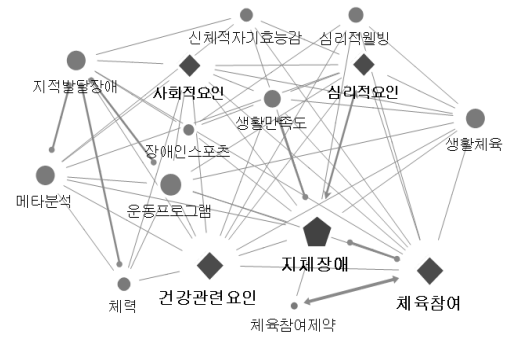 신체적자기효능감
심리적웰빙
지적발달장애
사회적요인
심리적요인
생활만족도
생활체육
장애인스포츠
메타분석
운동프로그램
지체장애
건강관련요인
체육참여
체력
체육참여제약